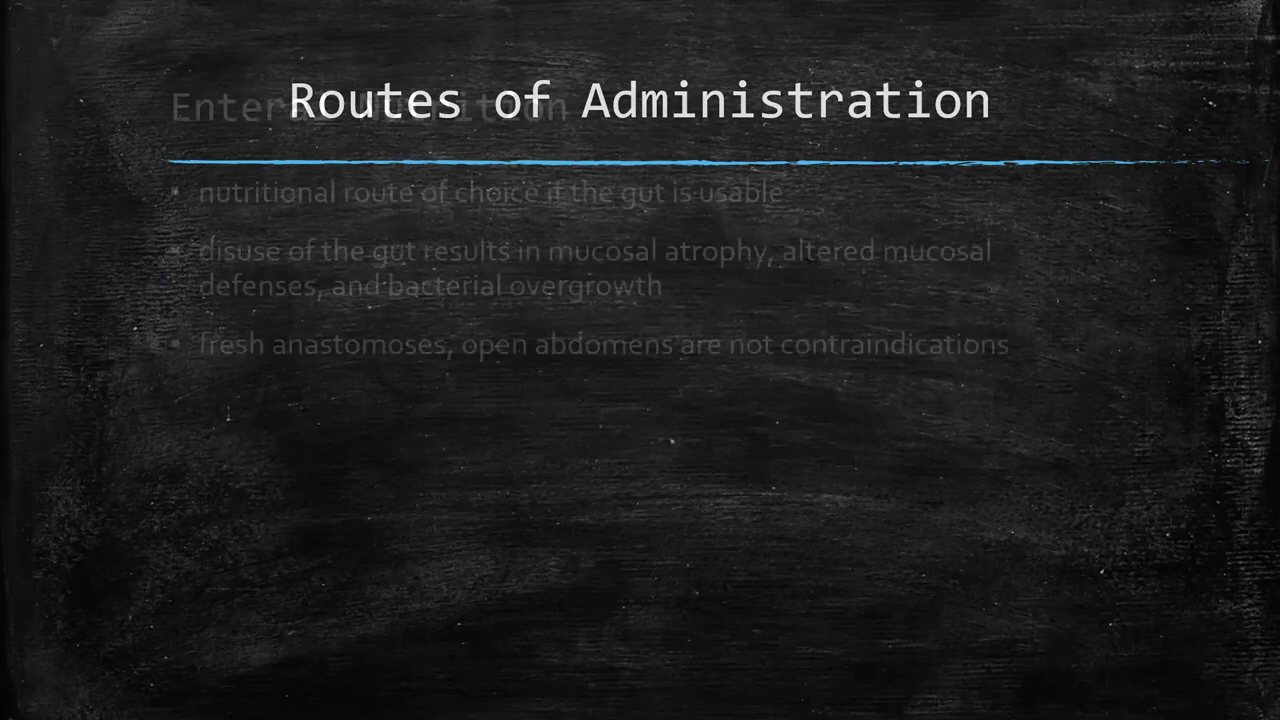 Routes of Administration
nutritional route of choice if the gut is usable
disuse of the gut results in mucosal atrophy, altered mucosal
defenses, and bacterial overgrowth
fresh anastomoses, open abdomens are not contraindications